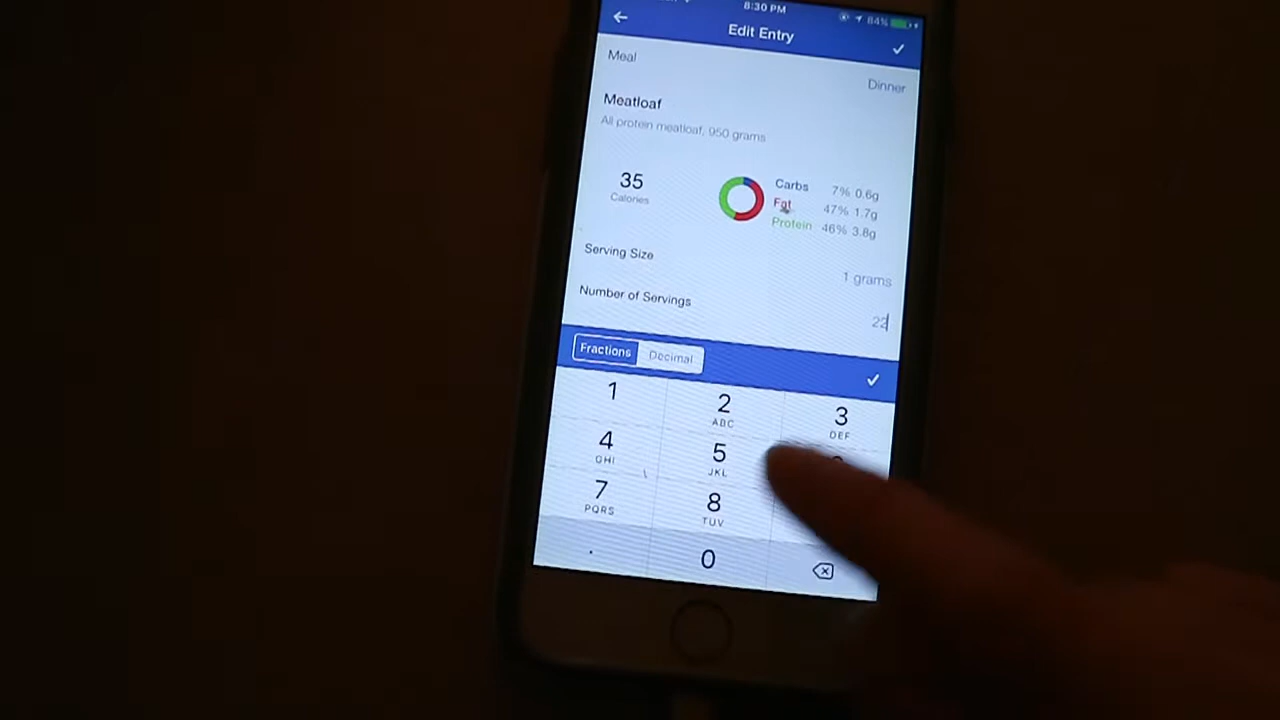 8:30 PM
84%
Edit Entry
Meal
Dinner
Meatloaf
All protein meatloaf, 950 grams
35
Calories
Carbs 7% 0.6g
Fat 47% 1.7g
Protein 46% 3.8g
Serving Size
1 grams
Number of Servings
22
Fractions Decimal
1 2 3
ABC DEF
4 5
GHI JKL
7 8
PQRS TUV
. 0